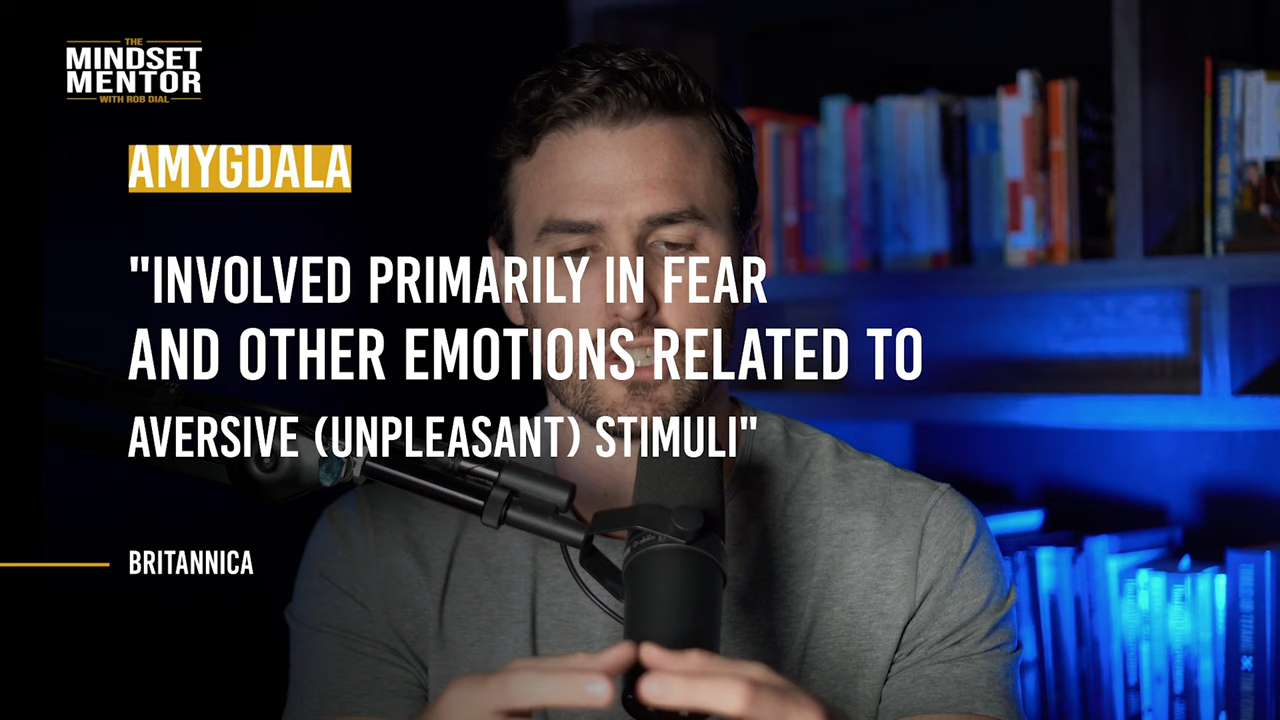 THE
MINDSET
MENTOR
WITH ROB DIAL
AMYGDALA
"INVOLVED PRIMARILY IN FEAR
AND OTHER EMOTIONS RELATED TO
AVERSIVE (UNPLEASANT) STIMULI"
BRITANNICA